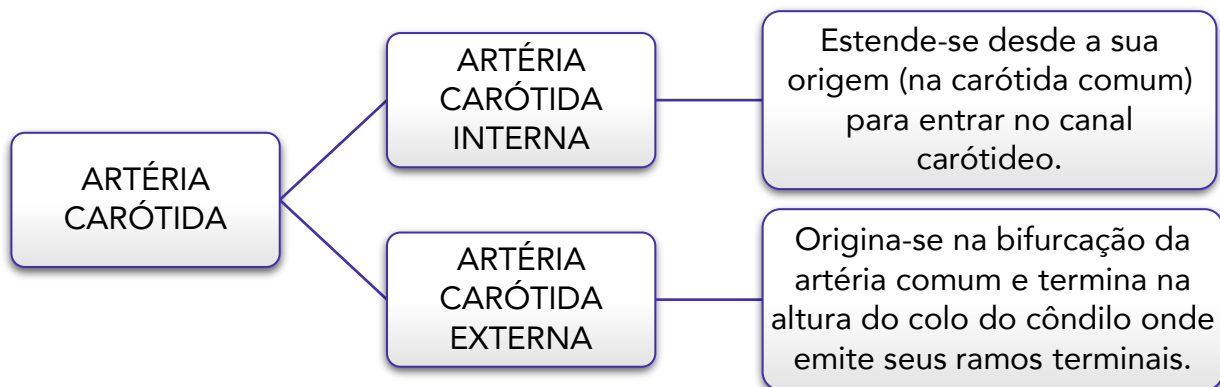 ARTÉRIA
CARÓTIDA
ARTÉRIA
CARÓTIDA
INTERNA
Estende-se desde a sua
origem (na carótida comum)
para entrar no canal
carótideo.
ARTÉRIA
CARÓTIDA
EXTERNA
Origina-se na bifurcação da
artéria comum e termina na
altura do colo do côndilo onde
emite seus ramos terminais.